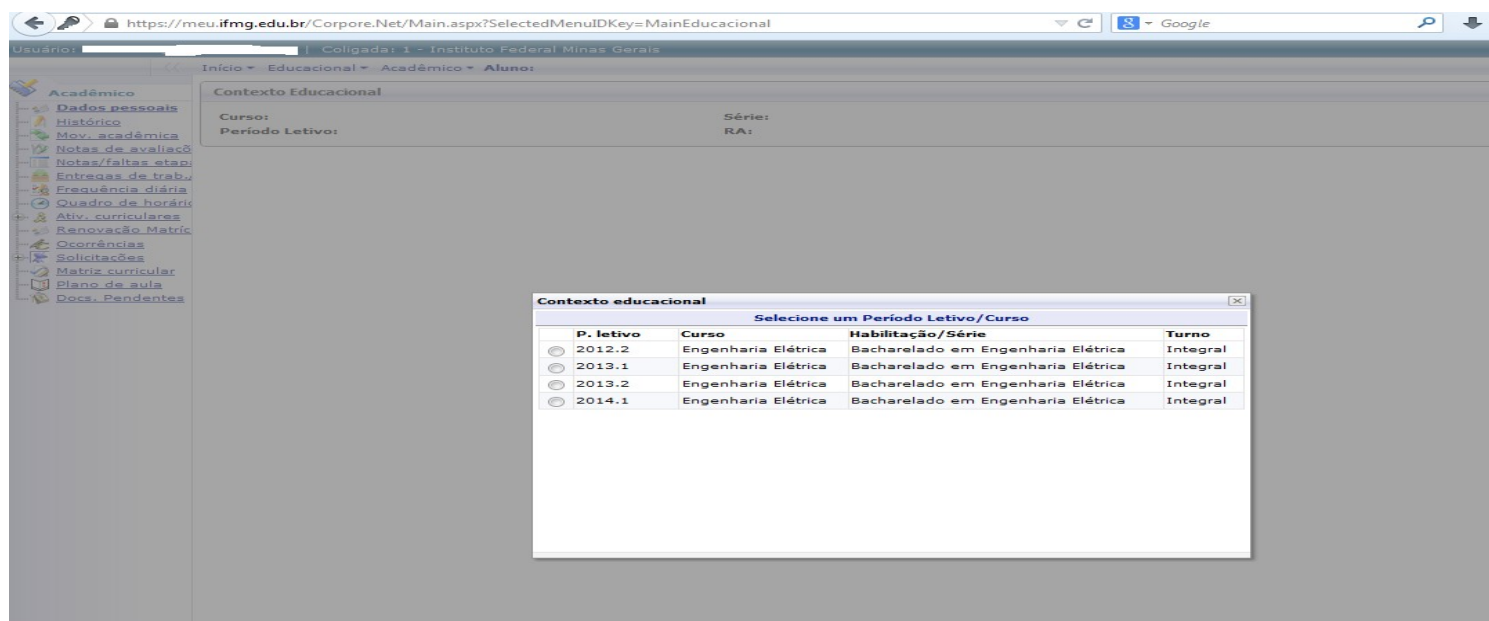 https://meu.ifmg.edu.br/Corpore.Net/Main.aspx?SelectedMenuIDKey=MainEducacional
8 Google
Usuário: | Coligada: 1 - Instituto Federal Minas Gerais
Início Educacional Acadêmico Aluno:
Acadêmico
Dados pessoais
Histórico
Mov. acadêmica
Notas de avaliaçõ
Notas/faltas etap
Entregas de trab.
Frequência diária
Quadro de horári
Ativ. curriculares
Renovação Matríc
Ocorrências
Solicitações
Matriz curricular
Plano de aula
Docs. Pendentes
Contexto Educacional
Curso: Série:
Período Letivo: RA:
Contexto educacional
Selecione um Período Letivo/Curso
P. letivo Curso Habilitação/Série Turno
2012.2 Engenharia Elétrica Bacharelado em Engenharia Elétrica Integral
2013.1 Engenharia Elétrica Bacharelado em Engenharia Elétrica Integral
2013.2 Engenharia Elétrica Bacharelado em Engenharia Elétrica Integral
2014.1 Engenharia Elétrica Bacharelado em Engenharia Elétrica Integral